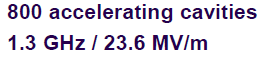 800 accelerating cavities
1.3 GHz / 23.6 MV/m